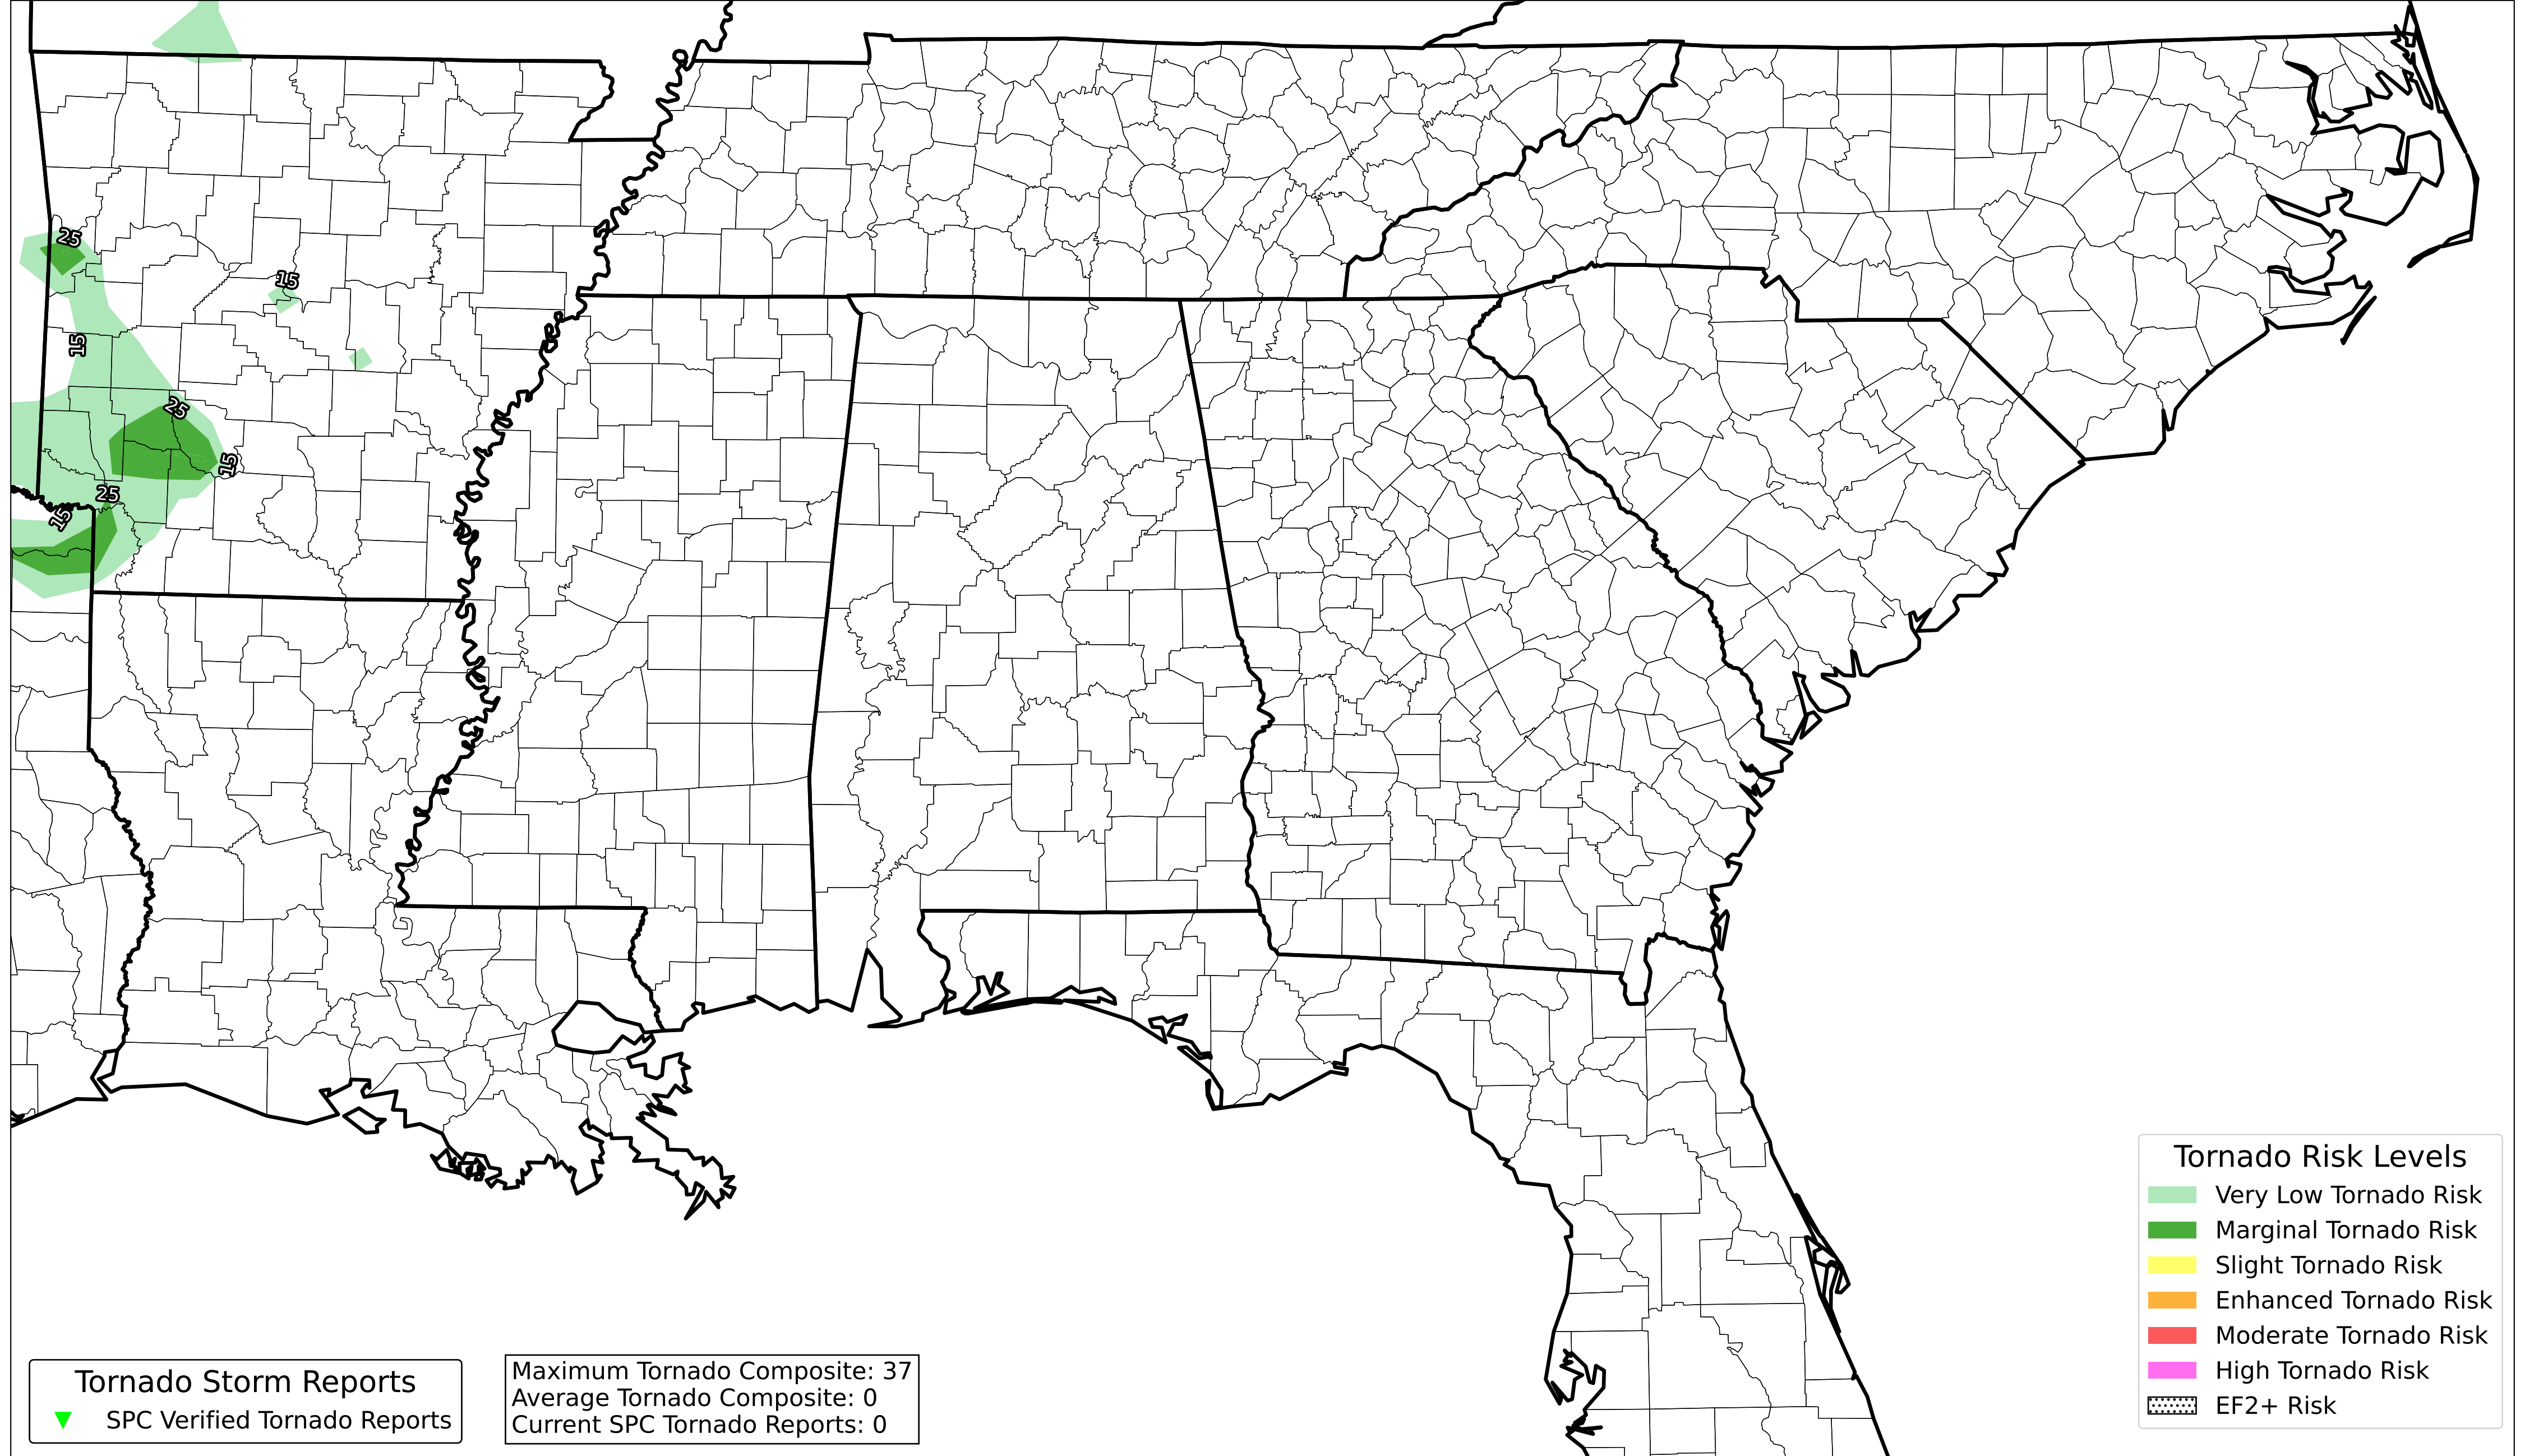 25
15
15
25
15
25
15
Tornado Storm Reports
SPC Verified Tornado Reports
Maximum Tornado Composite: 37
Average Tornado Composite: 0
Current SPC Tornado Reports: 0
Tornado Risk Levels
Very Low Tornado Risk
Marginal Tornado Risk
Slight Tornado Risk
Enhanced Tornado Risk
Moderate Tornado Risk
High Tornado Risk
EF2+ Risk